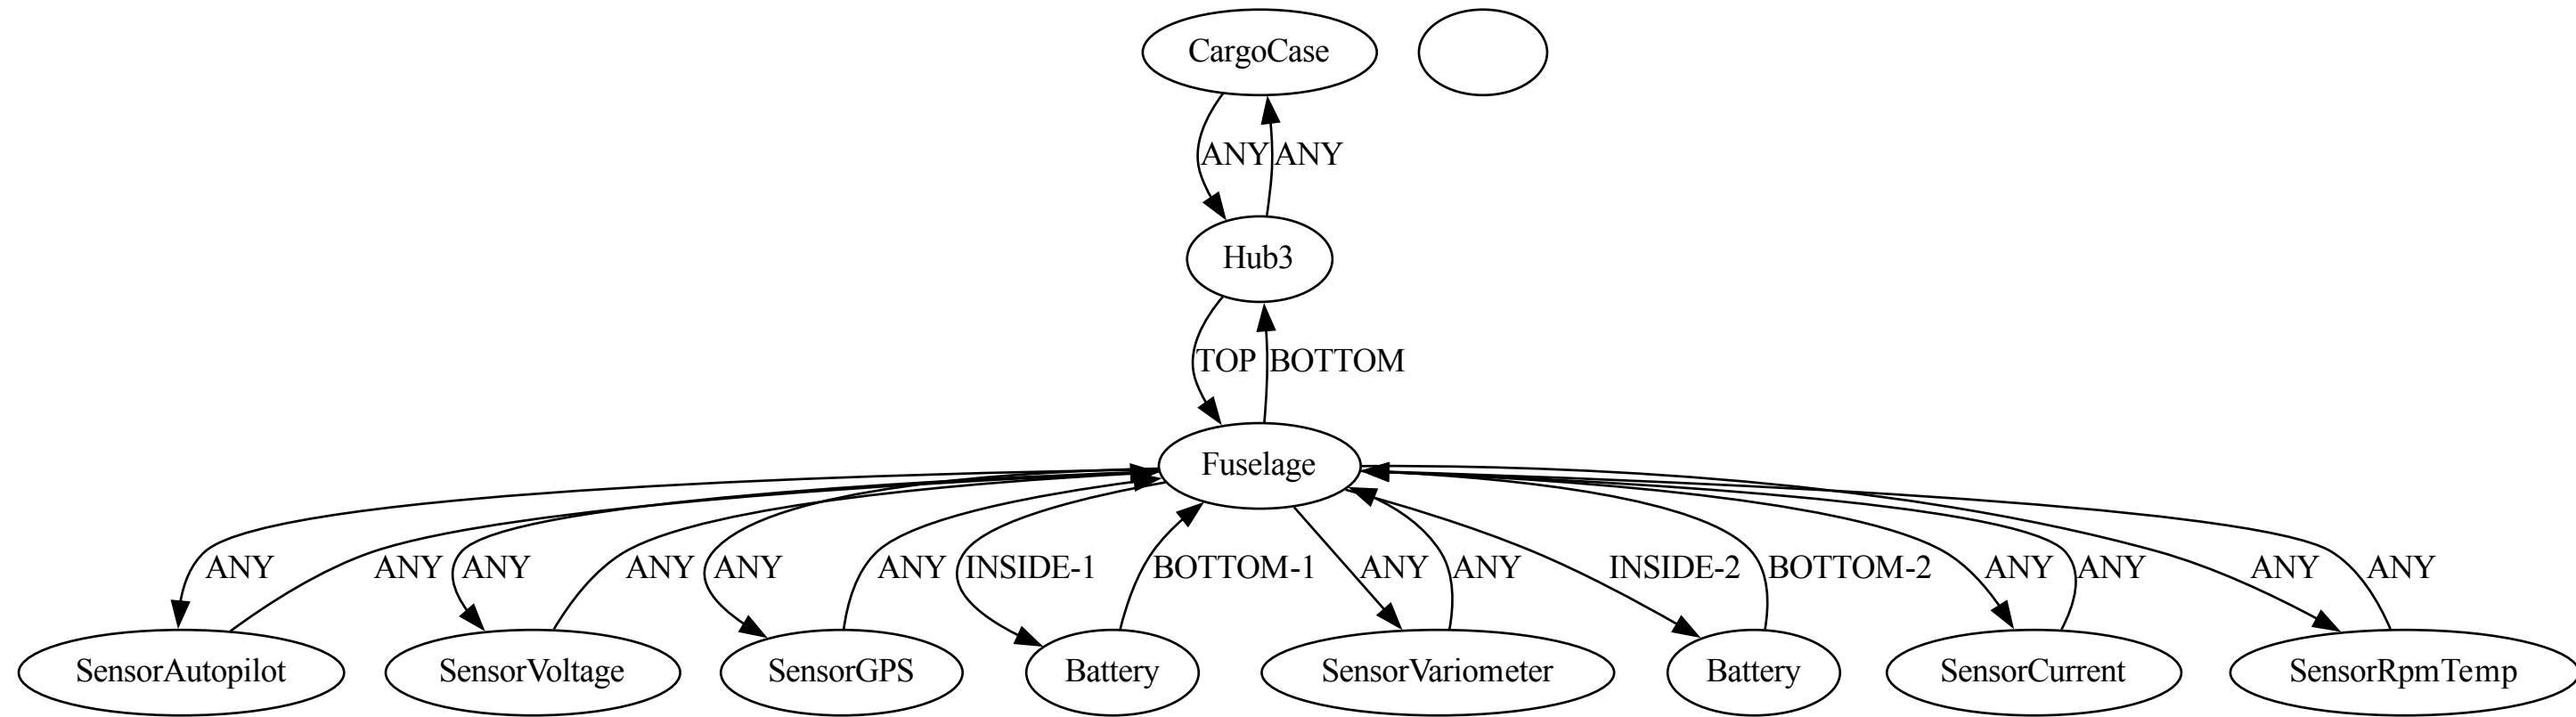 CargoCase
ANY ANY
Hub3
TOP BOTTOM
Fuselage
ANY ANY ANY ANY ANY ANY INSIDE-1 BOTTOM-1 ANY ANY INSIDE-2 BOTTOM-2 ANY ANY ANY ANY
SensorAutopilot SensorVoltage SensorGPS Battery SensorVariometer Battery SensorCurrent SensorRpmTemp